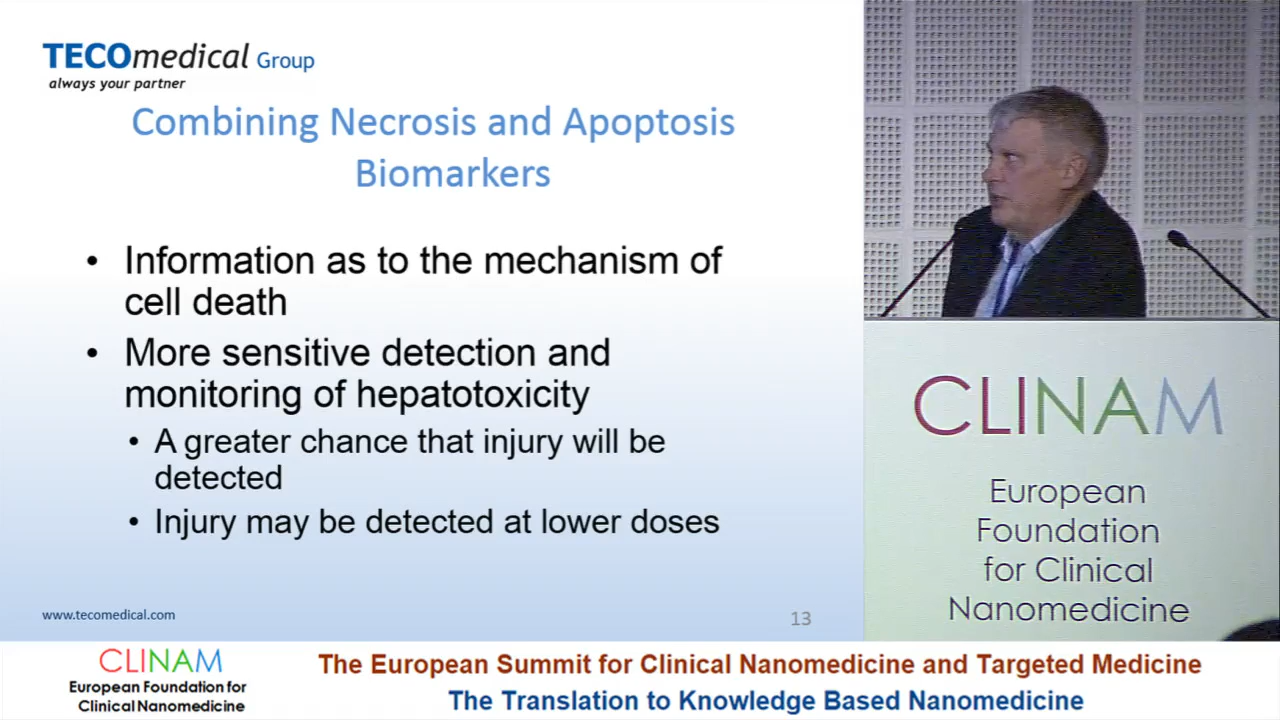 TECOmedical Group
always your partner
Combining Necrosis and Apoptosis
Biomarkers
• Information as to the mechanism of
cell death
• More sensitive detection and
monitoring of hepatotoxicity
• A greater chance that injury will be
detected
• Injury may be detected at lower doses
www.tecomedical.com
13
CLINAM
European
Foundation
for Clinical
Nanomedicine
CLINAM
European Foundation for
Clinical Nanomedicine
The European Summit for Clinical Nanomedicine and Targeted Medicine
The Translation to Knowledge Based Nanomedicine